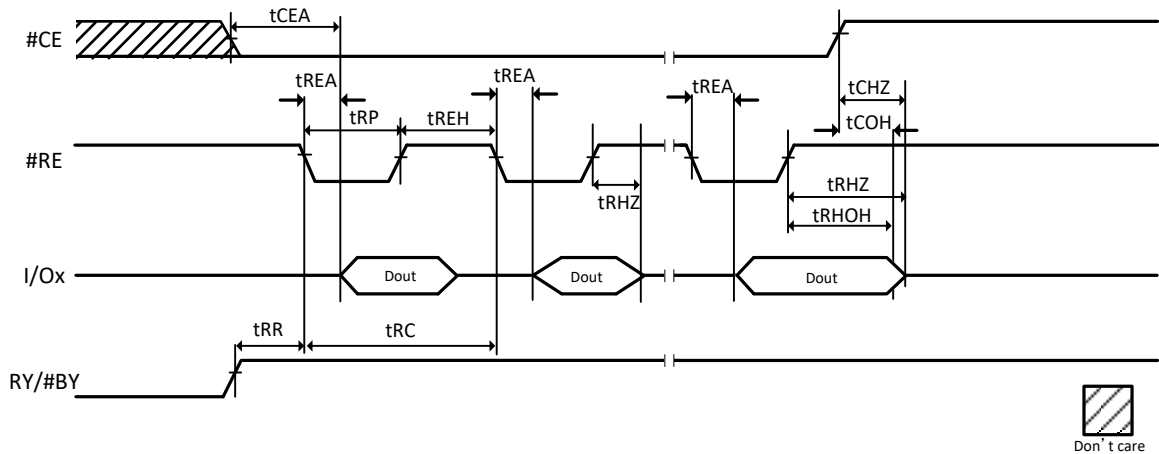 tCEA
#CE
tREA
tREA
tREA
tCHZ
tRP
tREH
tCOH
#RE
tRHZ
tRHZ
tRHOH
I/Ox
Dout
Dout
Dout
tRR
tRC
RY/#BY
Don't care